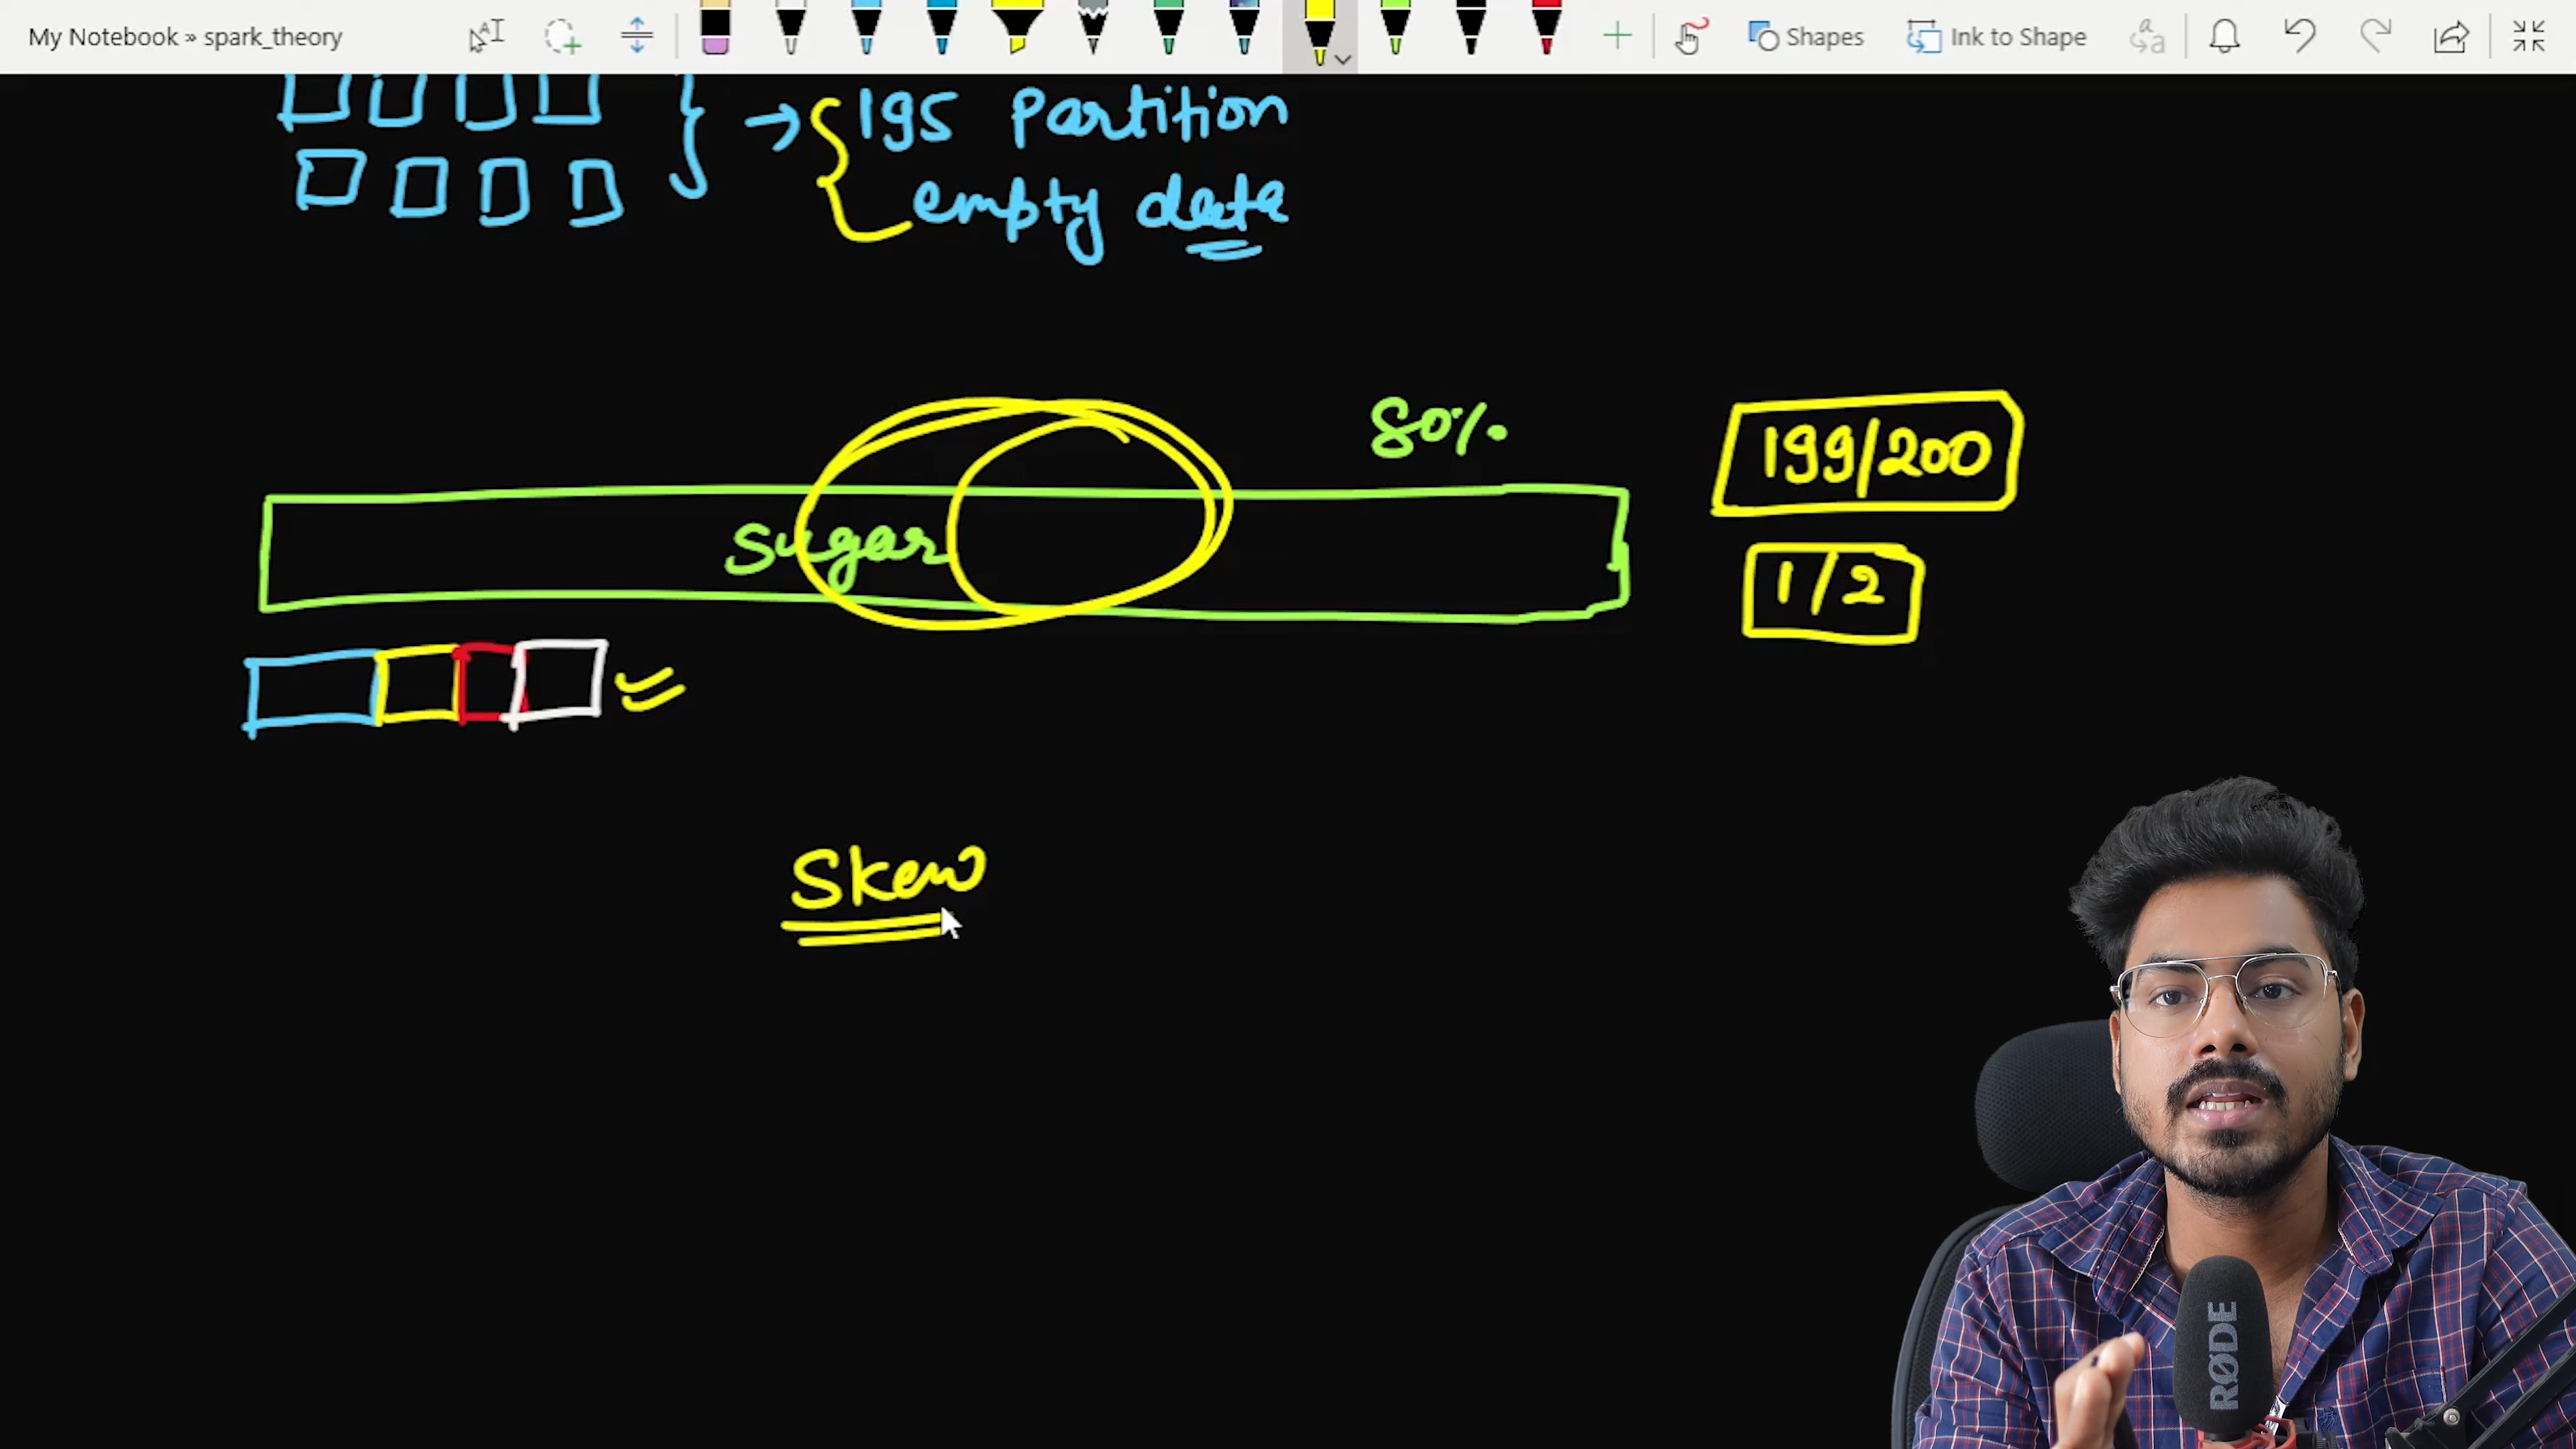 My Notebook » spark_theory
Shapes
Ink to Shape
→ 195 Partition
empty data
80%
199/200
sugar
1/2
Skew
RØDE